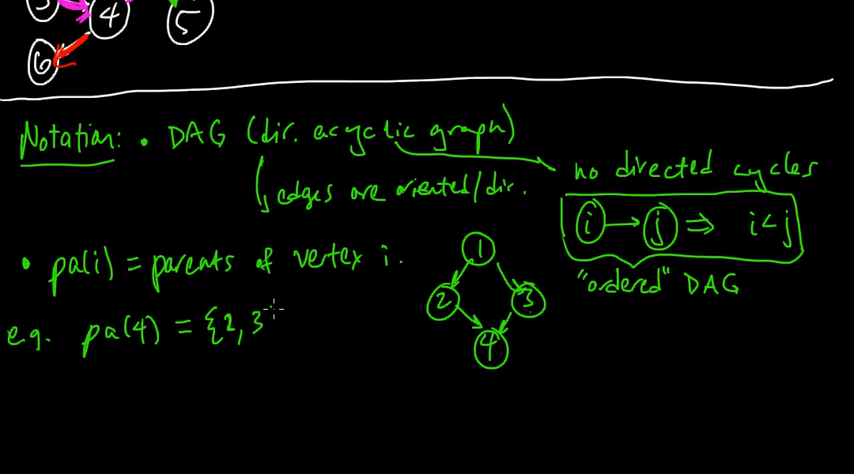 3 4 5
6
Notation: • DAG (dir. acyclic graph)
no directed cycles
↳ edges are oriented/dir.
i → j ⇒ i < j
"ordered" DAG
• pa(i) = parents of vertex i.
1
2 3
4
e.g. pa(4) = {2, 3